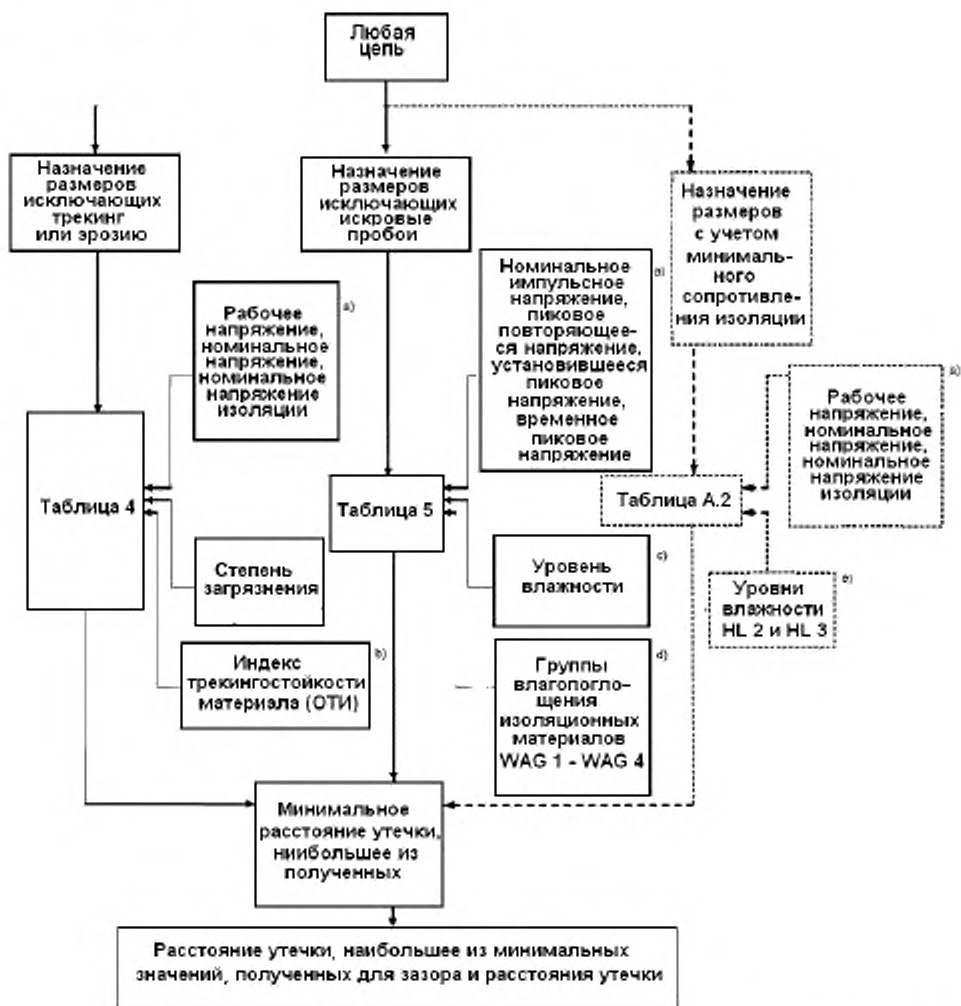 Любая
цепь
Назначение
размеров
исключающих
трекинг
или эрозию
Назначение
размеров
исключающих
искровые
пробои
Назначение
размеров
с учетом
минималь-
ного
сопротивле-
ния изоляции
Рабочее
напряжение,
номинальное
напряжение,
номинальное
напряжение
изоляции
a)
Номинальное
импульсное
напряжение,
пиковое
повторяющее-
ся напряжение,
установившееся
пиковое
напряжение,
временное
пиковое
напряжение
a)
Рабочее
напряжение,
номинальное
напряжение,
номинальное
напряжение
изоляции
a)
Таблица 4
Таблица 5
Таблица А.2
Степень
загрязнения
Уровень
влажности
c)
Уровни
влажности
HL 2 и HL 3
e)
Индекс
трекингостойкости
материала (ОТИ)
b)
Группы
влагопогло-
щения
изоляционных
материалов
WAG 1 - WAG 4
d)
Минимальное
расстояние утечки,
ниибольшее из
полученных
Расстояние утечки, наибольшее из минимальных
значений, полученных для зазора и расстояния утечки